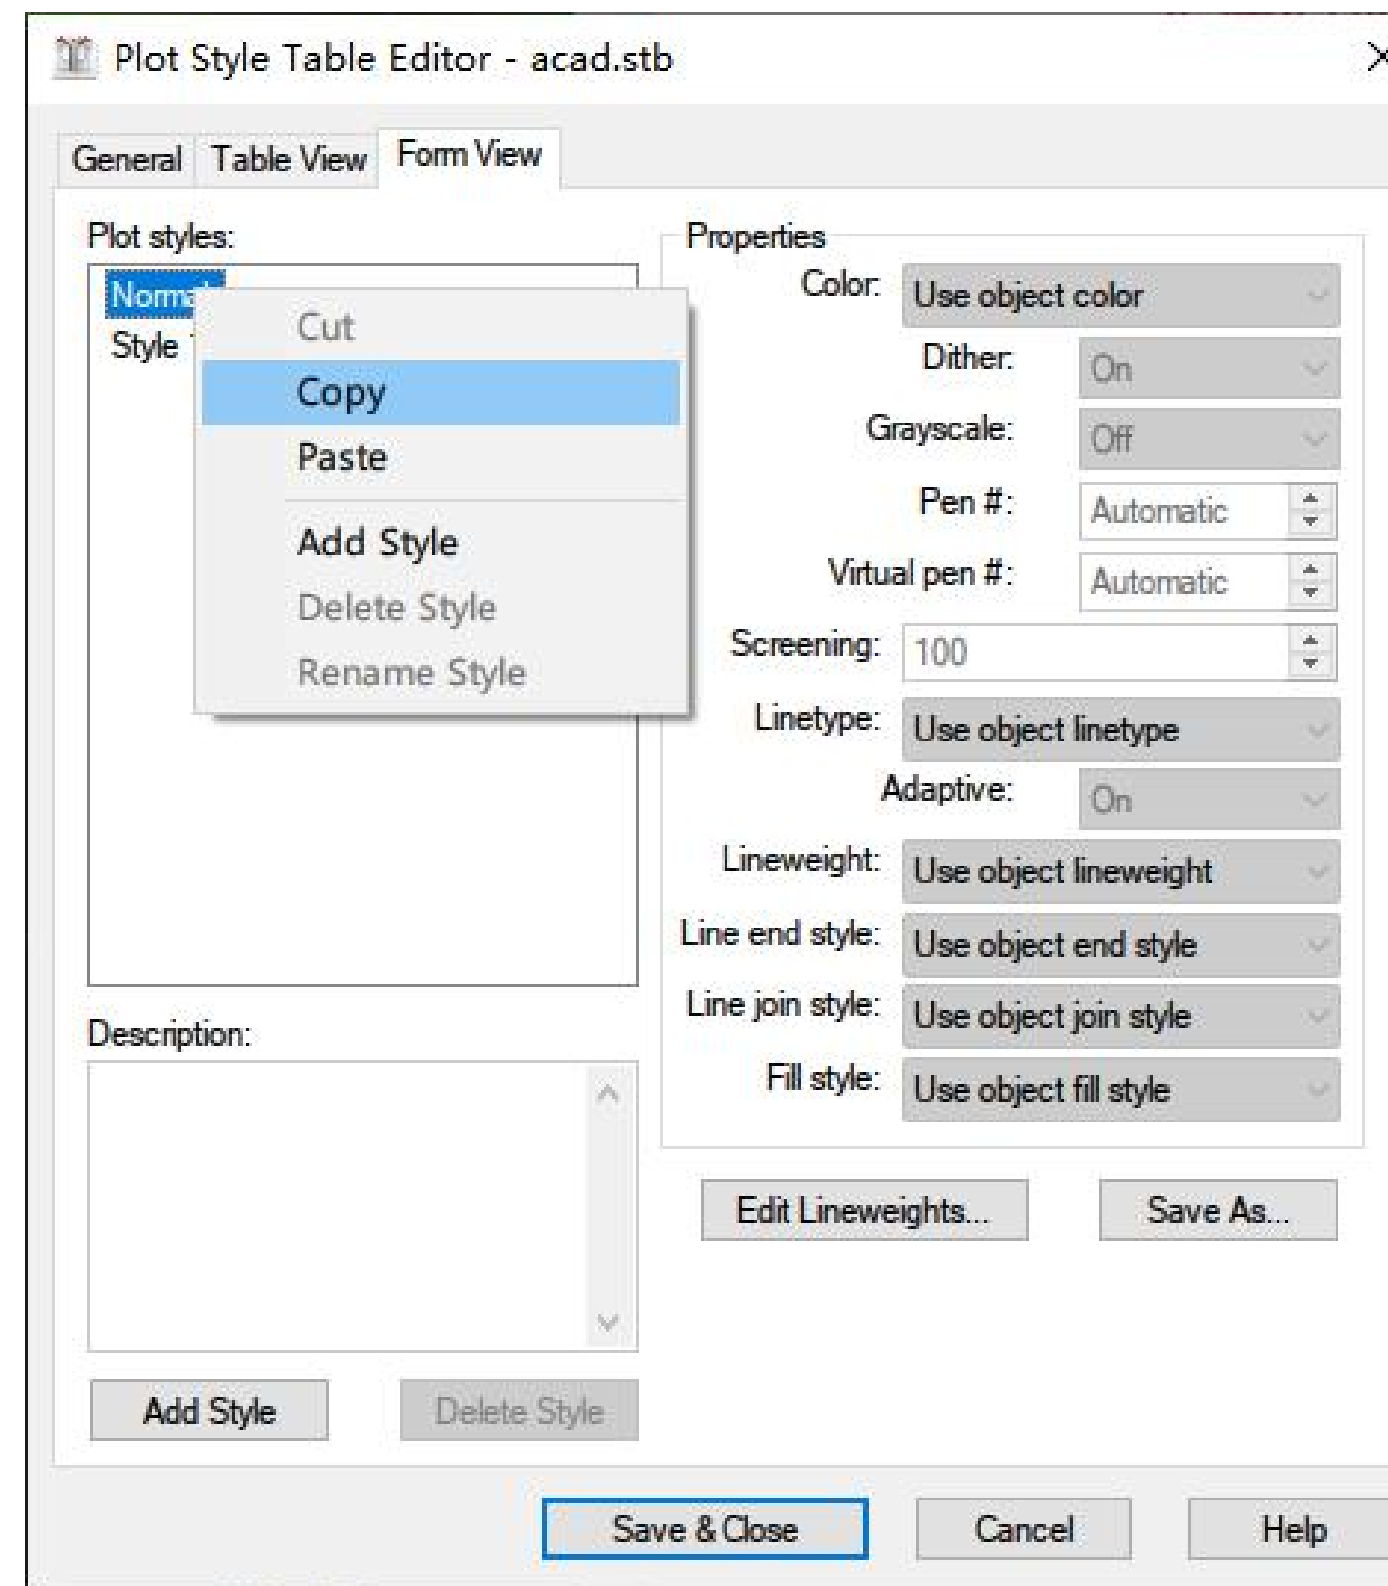 Plot Style Table Editor - acad.stb
General Table View Form View
Plot styles:
Normal
Style
Cut
Copy
Paste
Add Style
Delete Style
Rename Style
Properties
Color: Use object color
Dither: On
Grayscale: Off
Pen #: Automatic
Virtual pen #: Automatic
Screening: 100
Linetype: Use object linetype
Adaptive: On
Lineweight: Use object lineweight
Line end style: Use object end style
Line join style: Use object join style
Fill style: Use object fill style
Description:
Edit Lineweights... Save As...
Add Style Delete Style
Save & Close Cancel Help